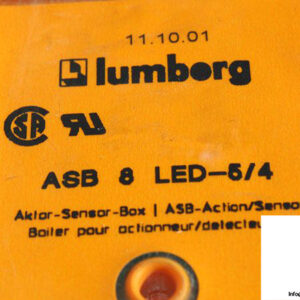 11.10.01
lumberg
ASB 8 LED-5/4
Aktor-Sensor-Box | ASB-Action/Senso
Boîtier pour actionneur/détecte
Info